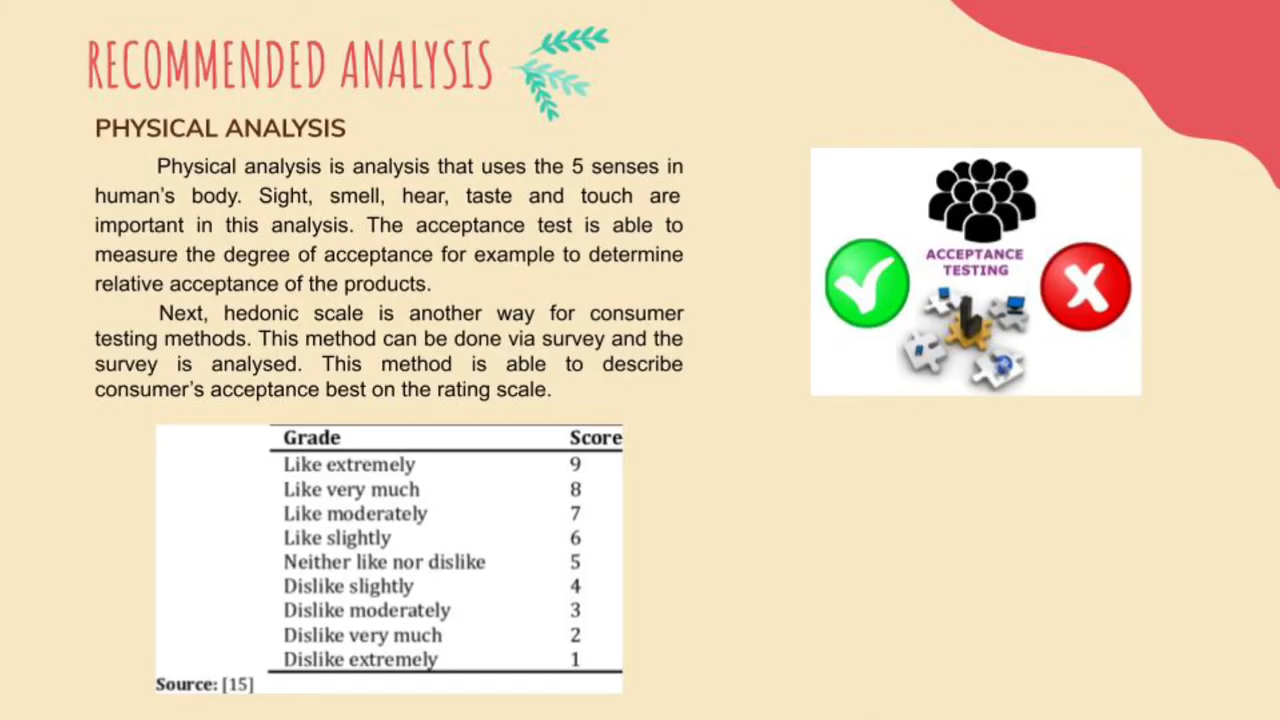 RECOMMENDED ANALYSIS
PHYSICAL ANALYSIS
Physical analysis is analysis that uses the 5 senses in
human's body. Sight, smell, hear, taste and touch are
important in this analysis. The acceptance test is able to
measure the degree of acceptance for example to determine
relative acceptance of the products.
Next, hedonic scale is another way for consumer
testing methods. This method can be done via survey and the
survey is analysed. This method is able to describe
consumer's acceptance best on the rating scale.
ACCEPTANCE
TESTING
Grade Score
Like extremely 9
Like very much 8
Like moderately 7
Like slightly 6
Neither like nor dislike 5
Dislike slightly 4
Dislike moderately 3
Dislike very much 2
Dislike extremely 1
Source: [15]